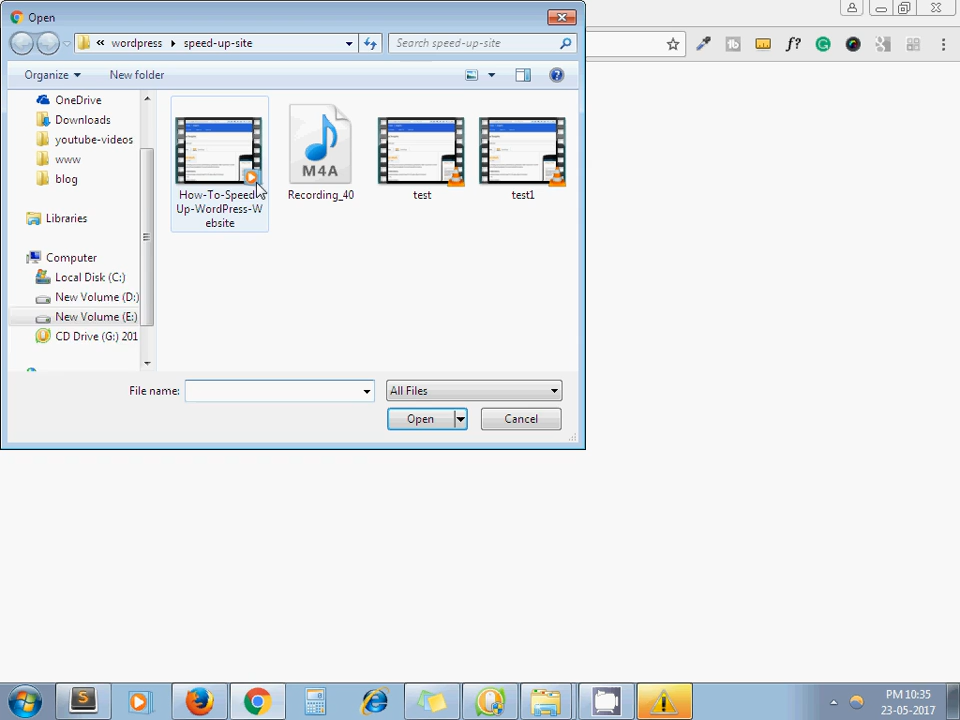 Open
« wordpress ▸ speed-up-site
Search speed-up-site
Organize
New folder
OneDrive
Downloads
youtube-videos
www
blog
Libraries
Computer
Local Disk (C:)
New Volume (D:)
New Volume (E:)
CD Drive (G:) 201
How-To-Speed-
Up-WordPress-W
ebsite
M4A
Recording_40
test
test1
File name:
All Files
Open
Cancel
f?
PM 10:35
23-05-2017